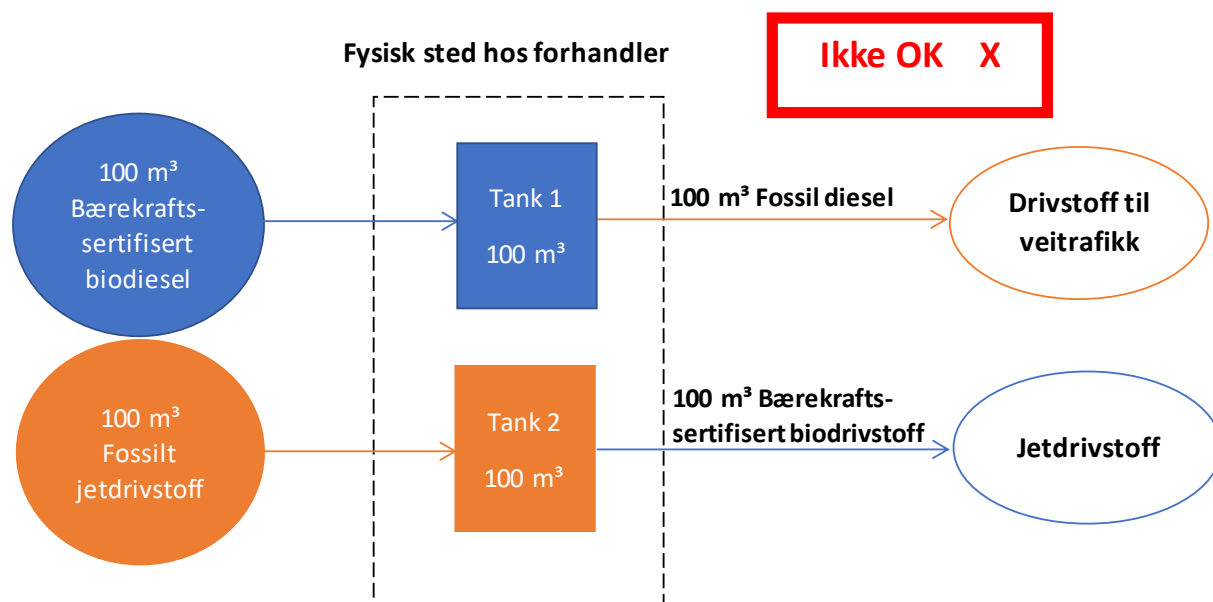 Fysisk sted hos forhandler
Ikke OK X
100 m³
Bærekrafts-
sertifisert
biodiesel
Tank 1
100 m³
100 m³ Fossil diesel
Drivstoff til
veitrafikk
100 m³
Fossilt
jetdrivstoff
Tank 2
100 m³
100 m³ Bærekrafts-
sertifisert biodrivstoff
Jetdrivstoff